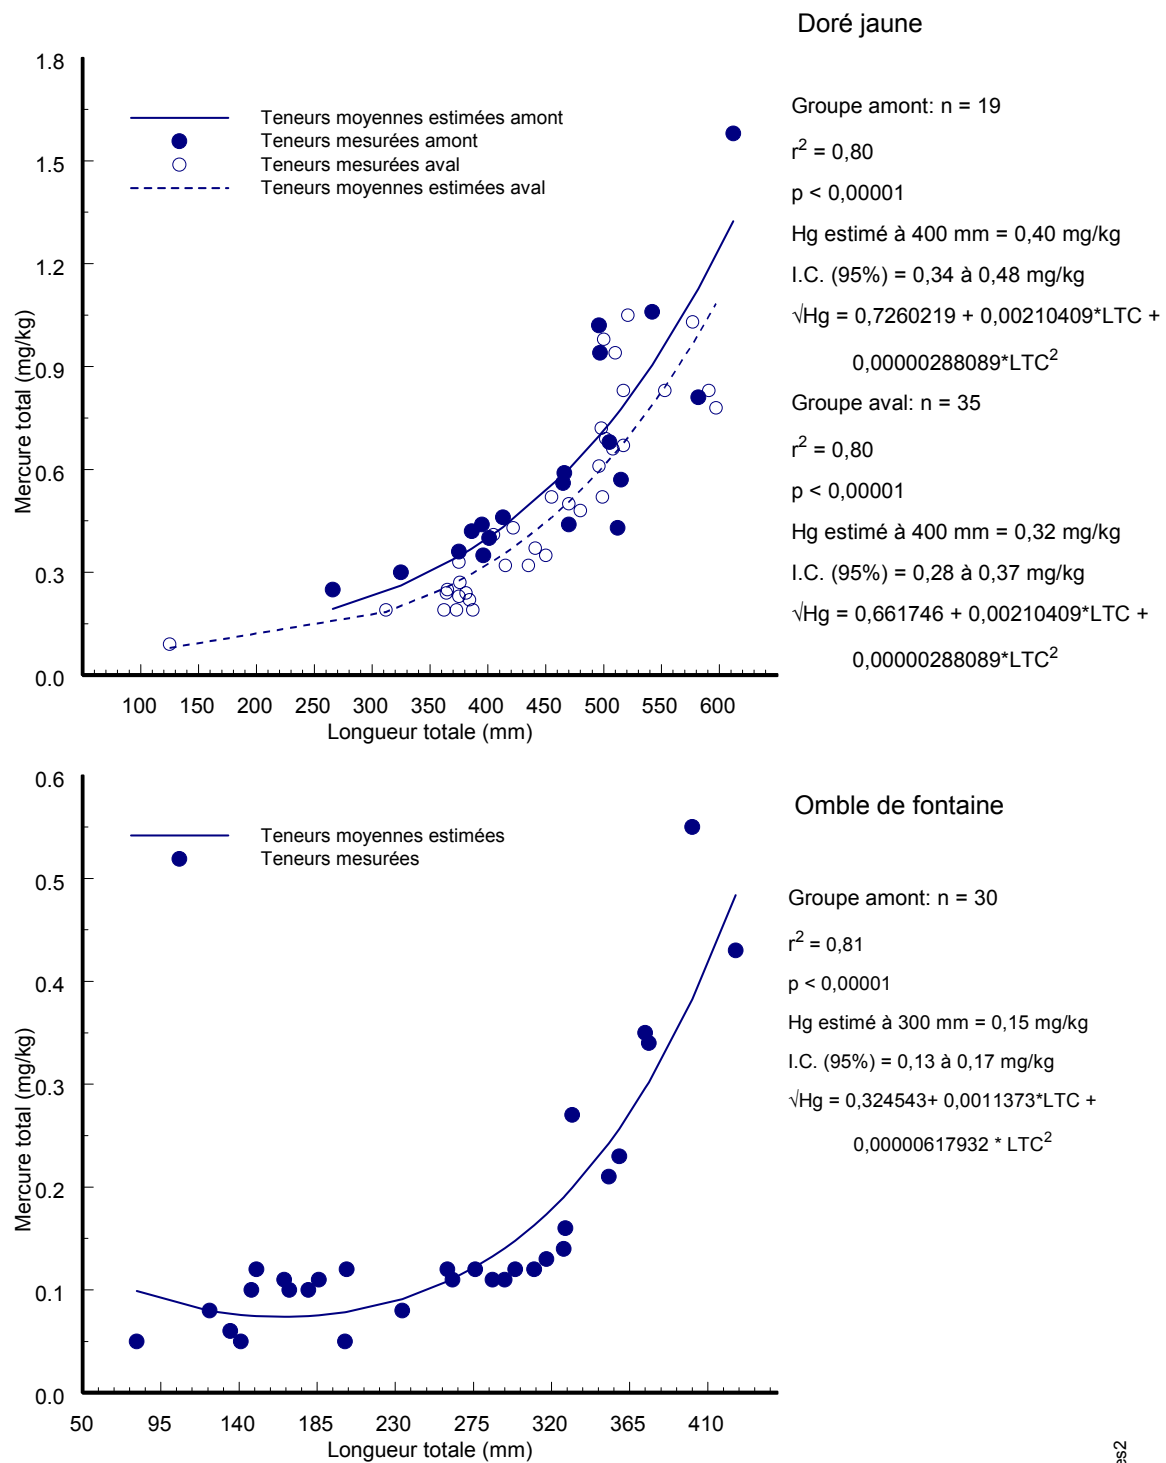 Doré jaune
1.8
1.5
1.2
0.9
0.6
0.3
0.0
Mercure total (mg/kg)
Teneurs moyennes estimées amont
Teneurs mesurées amont
Teneurs mesurées aval
Teneurs moyennes estimées aval
100 150 200 250 300 350 400 450 500 550 600
Longueur totale (mm)
Groupe amont: n = 19
r² = 0,80
p < 0,00001
Hg estimé à 400 mm = 0,40 mg/kg
I.C. (95%) = 0,34 à 0,48 mg/kg
√Hg = 0,7260219 + 0,00210409*LTC +
0,00000288089*LTC²
Groupe aval: n = 35
r² = 0,80
p < 0,00001
Hg estimé à 400 mm = 0,32 mg/kg
I.C. (95%) = 0,28 à 0,37 mg/kg
√Hg = 0,661746 + 0,00210409*LTC +
0,00000288089*LTC²
Omble de fontaine
0.6
0.5
0.4
0.3
0.2
0.1
0.0
Mercure total (mg/kg)
Teneurs moyennes estimées
Teneurs mesurées
50 95 140 185 230 275 320 365 410
Longueur totale (mm)
Groupe amont: n = 30
r² = 0,81
p < 0,00001
Hg estimé à 300 mm = 0,15 mg/kg
I.C. (95%) = 0,13 à 0,17 mg/kg
√Hg = 0,324543+ 0,0011373*LTC +
0,00000617932 * LTC²